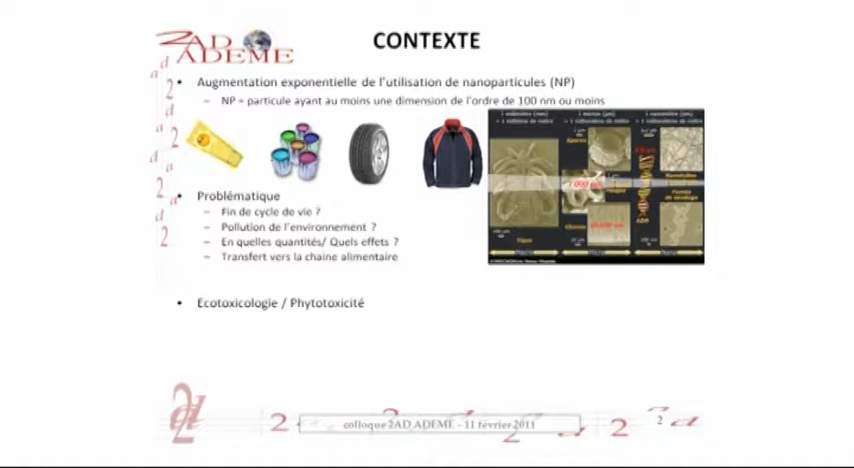 2AD
ADEME
CONTEXTE
• Augmentation exponentielle de l'utilisation de nanoparticules (NP)
– NP = particule ayant au moins une dimension de l'ordre de 100 nm ou moins
• Problématique
– Fin de cycle de vie ?
– Pollution de l'environnement ?
– En quelles quantités/ Quels effets ?
– Transfert vers la chaine alimentaire
• Ecotoxicologie / Phytotoxicité
colloque 2AD ADEME - 11 février 2011
2